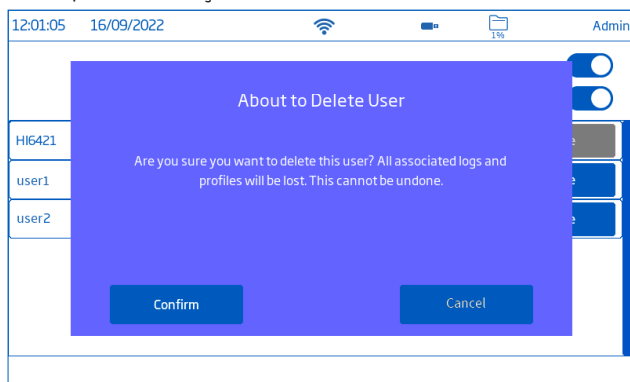 12:01:05 16/09/2022 1% Admin
About to Delete User
HI6421
Are you sure you want to delete this user? All associated logs and
user1
profiles will be lost. This cannot be undone.
user2
Confirm Cancel